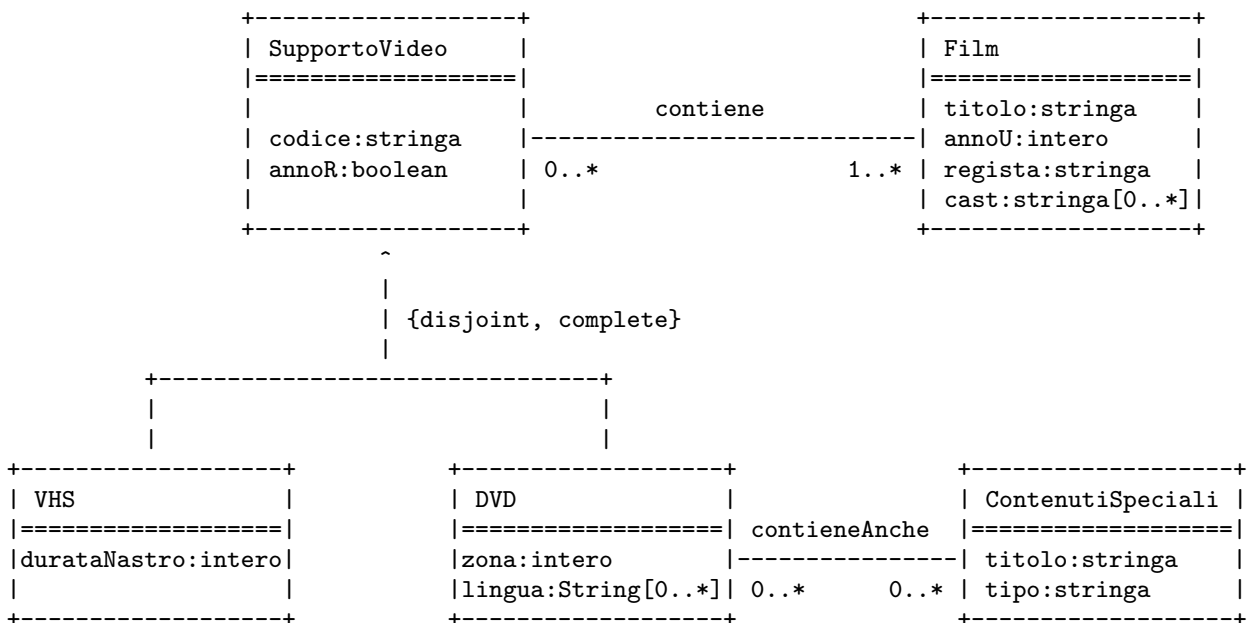 SupportoVideo
Film
contiene
titolo:stringa
codice:stringa
annoU:intero
annoR:boolean
0..*
1..*
regista:stringa
cast:stringa[0..*]
{disjoint, complete}
VHS
DVD
ContenutiSpeciali
contieneAnche
durataNastro:intero
zona:intero
titolo:stringa
lingua:String[0..*]
0..*
0..*
tipo:stringa